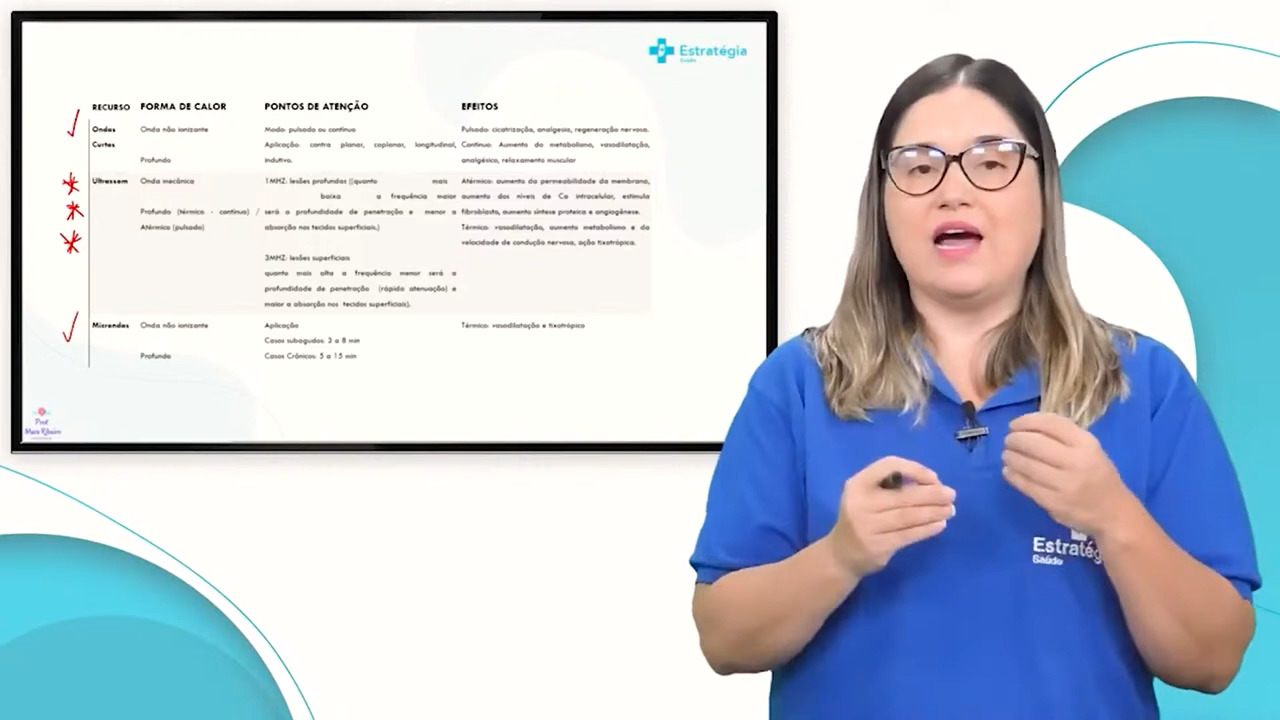 Estratégia
Saúde
RECURSO FORMA DE CALOR PONTOS DE ATENÇÃO EFEITOS
Ondas Onda não ionizante Modo: pulsado ou contínuo Pulsado: cicatrização, analgesia, regeneração nervosa.
Curtas Aplicação: contra planar, coplanar, longitudinal, Contínuo: Aumento do metabolismo, vasodilatação,
Profundo indutivo. analgésico, relaxamento muscular
Ultrassom Onda mecânica 1MHZ: lesões profundas ((quanto mais Atérmico: aumento da permeabilidade da membrana,
baixa a frequência maior aumento dos níveis de Ca intracelular, estimula
Profundo (térmico - contínuo) / será a profundidade de penetração e menor a fibroblasto, aumento síntese proteica e angiogênese.
Atérmico (pulsado) absorção nos tecidos superficiais.) Térmico: vasodilatação, aumento metabolismo e da
velocidade de condução nervosa, ação tixotrópica.
3MHZ: lesões superficiais
quanto mais alta a frequência menor será a
profundidade de penetração (rápida atenuação) e
maior a absorção nos tecidos superficiais).
Microndas Onda não ionizante Aplicação Térmico: vasodilatação e tixotrópico
Casos subagudos: 3 a 8 min
Profundo Casos Crônicos: 5 a 15 min
Prof.
Ribeiro
Estratég
Saúde